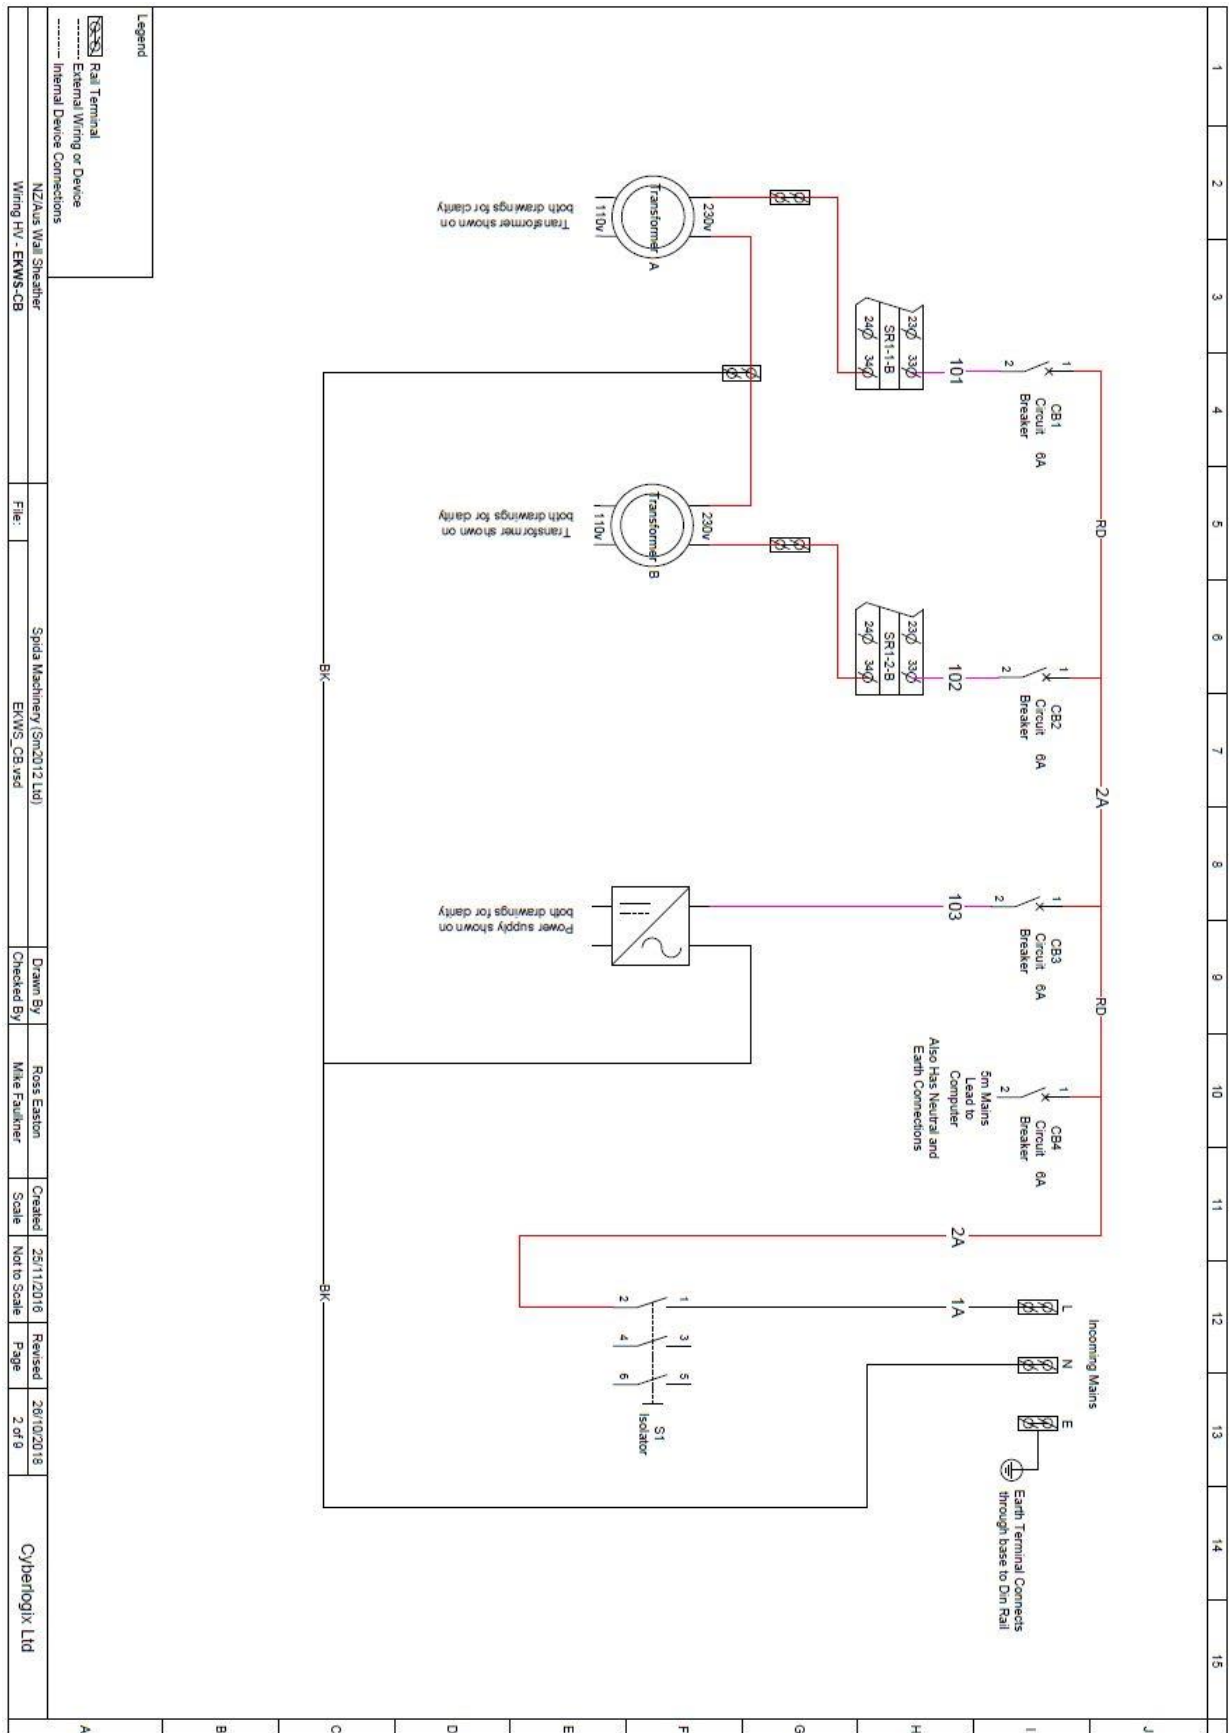 1
2
3
4
5
6
7
8
9
10
11
12
13
14
15
J
I
H
G
F
E
D
C
B
A
Incoming Mains
L
N
E
Earth Terminal Connects
through base to Din Rail
RD
2A
RD
1
2
CB1
Circuit 6A
Breaker
1
2
CB2
Circuit 6A
Breaker
1
2
CB3
Circuit 6A
Breaker
1
2
CB4
Circuit 6A
Breaker
5m Mains
Lead to
Computer
Also Has Neutral and
Earth Connections
101
102
103
2A
1A
23 33
SR1-1-B
24 34
23 33
SR1-2-B
24 34
230v
Transformer A
110v
Transformer shown on
both drawings for clarity
230v
Transformer B
110v
Transformer shown on
both drawings for clarity
Power supply shown on
both drawings for clarity
1
3
5
2
4
6
S1
Isolator
BK
BK
Legend
Rail Terminal
External Wiring or Device
Internal Device Connections
NZ/Aus Wall Sheather
Wiring HV - EKWS-CB
Spida Machinery (Sm2012 Ltd)
File:
EKWS_CB.vsd
Drawn By
Ross Easton
Checked By
Mike Faulkner
Created
25/11/2016
Scale
Not to Scale
Revised
26/10/2018
Page
2 of 9
Cyberlogix Ltd